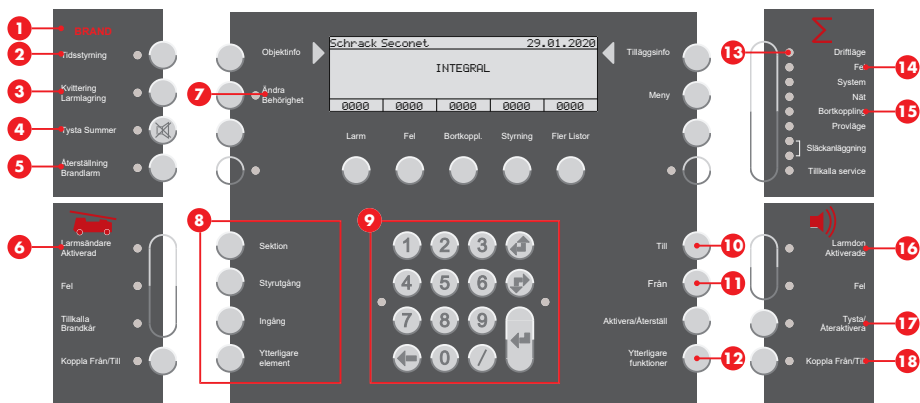 1
BRAND
2
Tidsstyrning
3
Kvittering
Larmlagring
4
Tysta Summer
5
Återställning
Brandlarm
6
Larmsändare
Aktiverad
Fel
Tillkalla
Brandkår
Koppla Från/Till
Objektinfo
7
Ändra
Behörighet
Schrack Seconet 29.01.2020
INTEGRAL
0000 0000 0000 0000 0000
Larm Fel Bortkoppl. Styrning Fler Listor
Tilläggsinfo
Meny
8
Sektion
Styrutgång
Ingång
Ytterligare
element
9
1 2 3
4 5 6
7 8 9
0 /
Till
10
Från
11
Aktivera/Återställ
Ytterligare
funktioner
12
Σ
13
Driftläge
Fel
14
System
Nät
Bortkoppling
15
Provläge
Släckanläggning
Tillkalla service
Larmdon
Aktiverade
16
Fel
Tysta/
Återaktivera
17
Koppla Från/Till
18